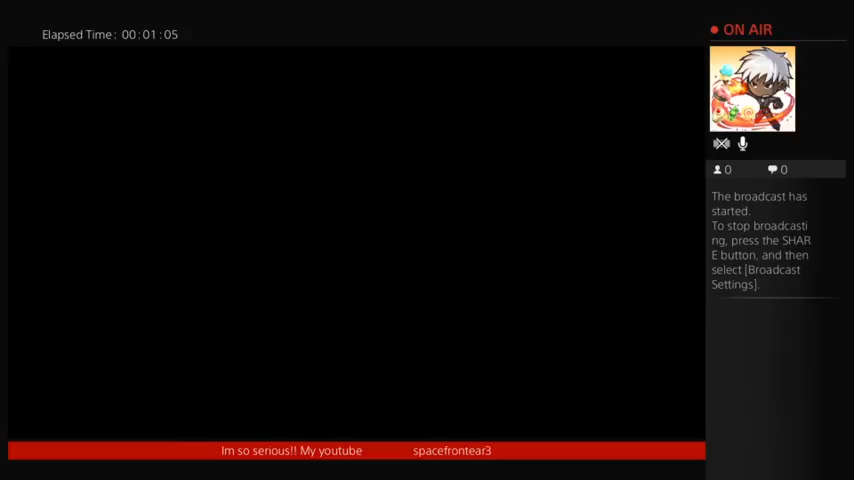 Elapsed Time: 00:01:05
ON AIR
0 0
The broadcast has
started.
To stop broadcasti
ng, press the SHAR
E button, and then
select [Broadcast
Settings].
Im so serious!! My youtube spacefrontear3